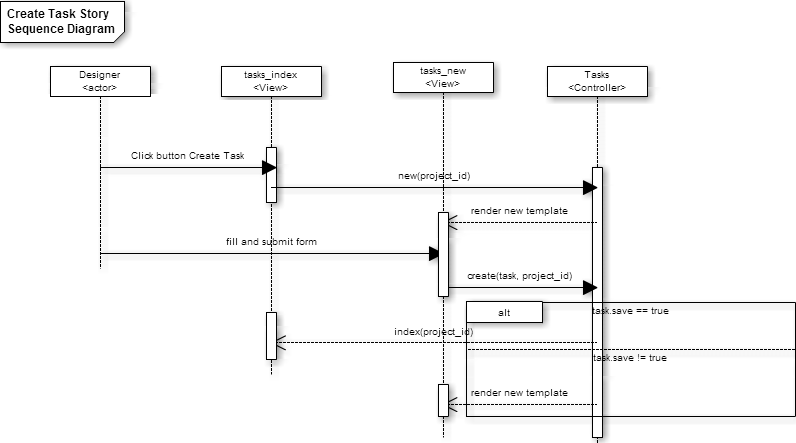 Create Task Story
Sequence Diagram
Designer
<actor>
tasks_index
<View>
tasks_new
<View>
Tasks
<Controller>
Click button Create Task
new(project_id)
render new template
fill and submit form
create(task, project_id)
alt
task.save == true
index(project_id)
task.save != true
render new template